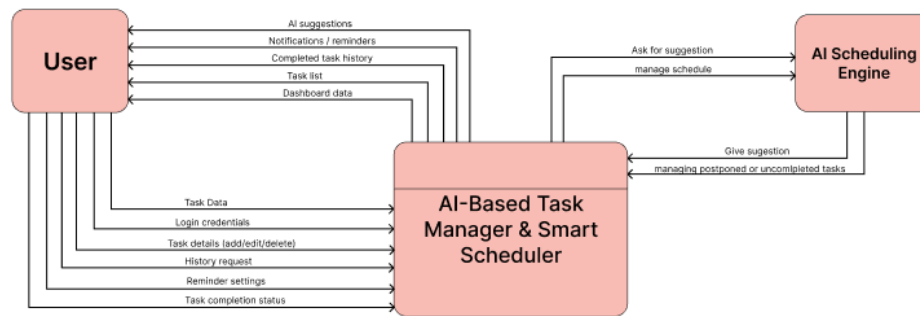 AI suggestions
Notifications / reminders
Completed task history
Task list
Dashboard data
User
Ask for suggestion
manage schedule
AI Scheduling
Engine
Give sugestion
managing postponed or uncomlpleted tasks
AI-Based Task
Manager & Smart
Scheduler
Task Data
Login credentials
Task details (add/edit/delete)
History request
Reminder settings
Task completion status